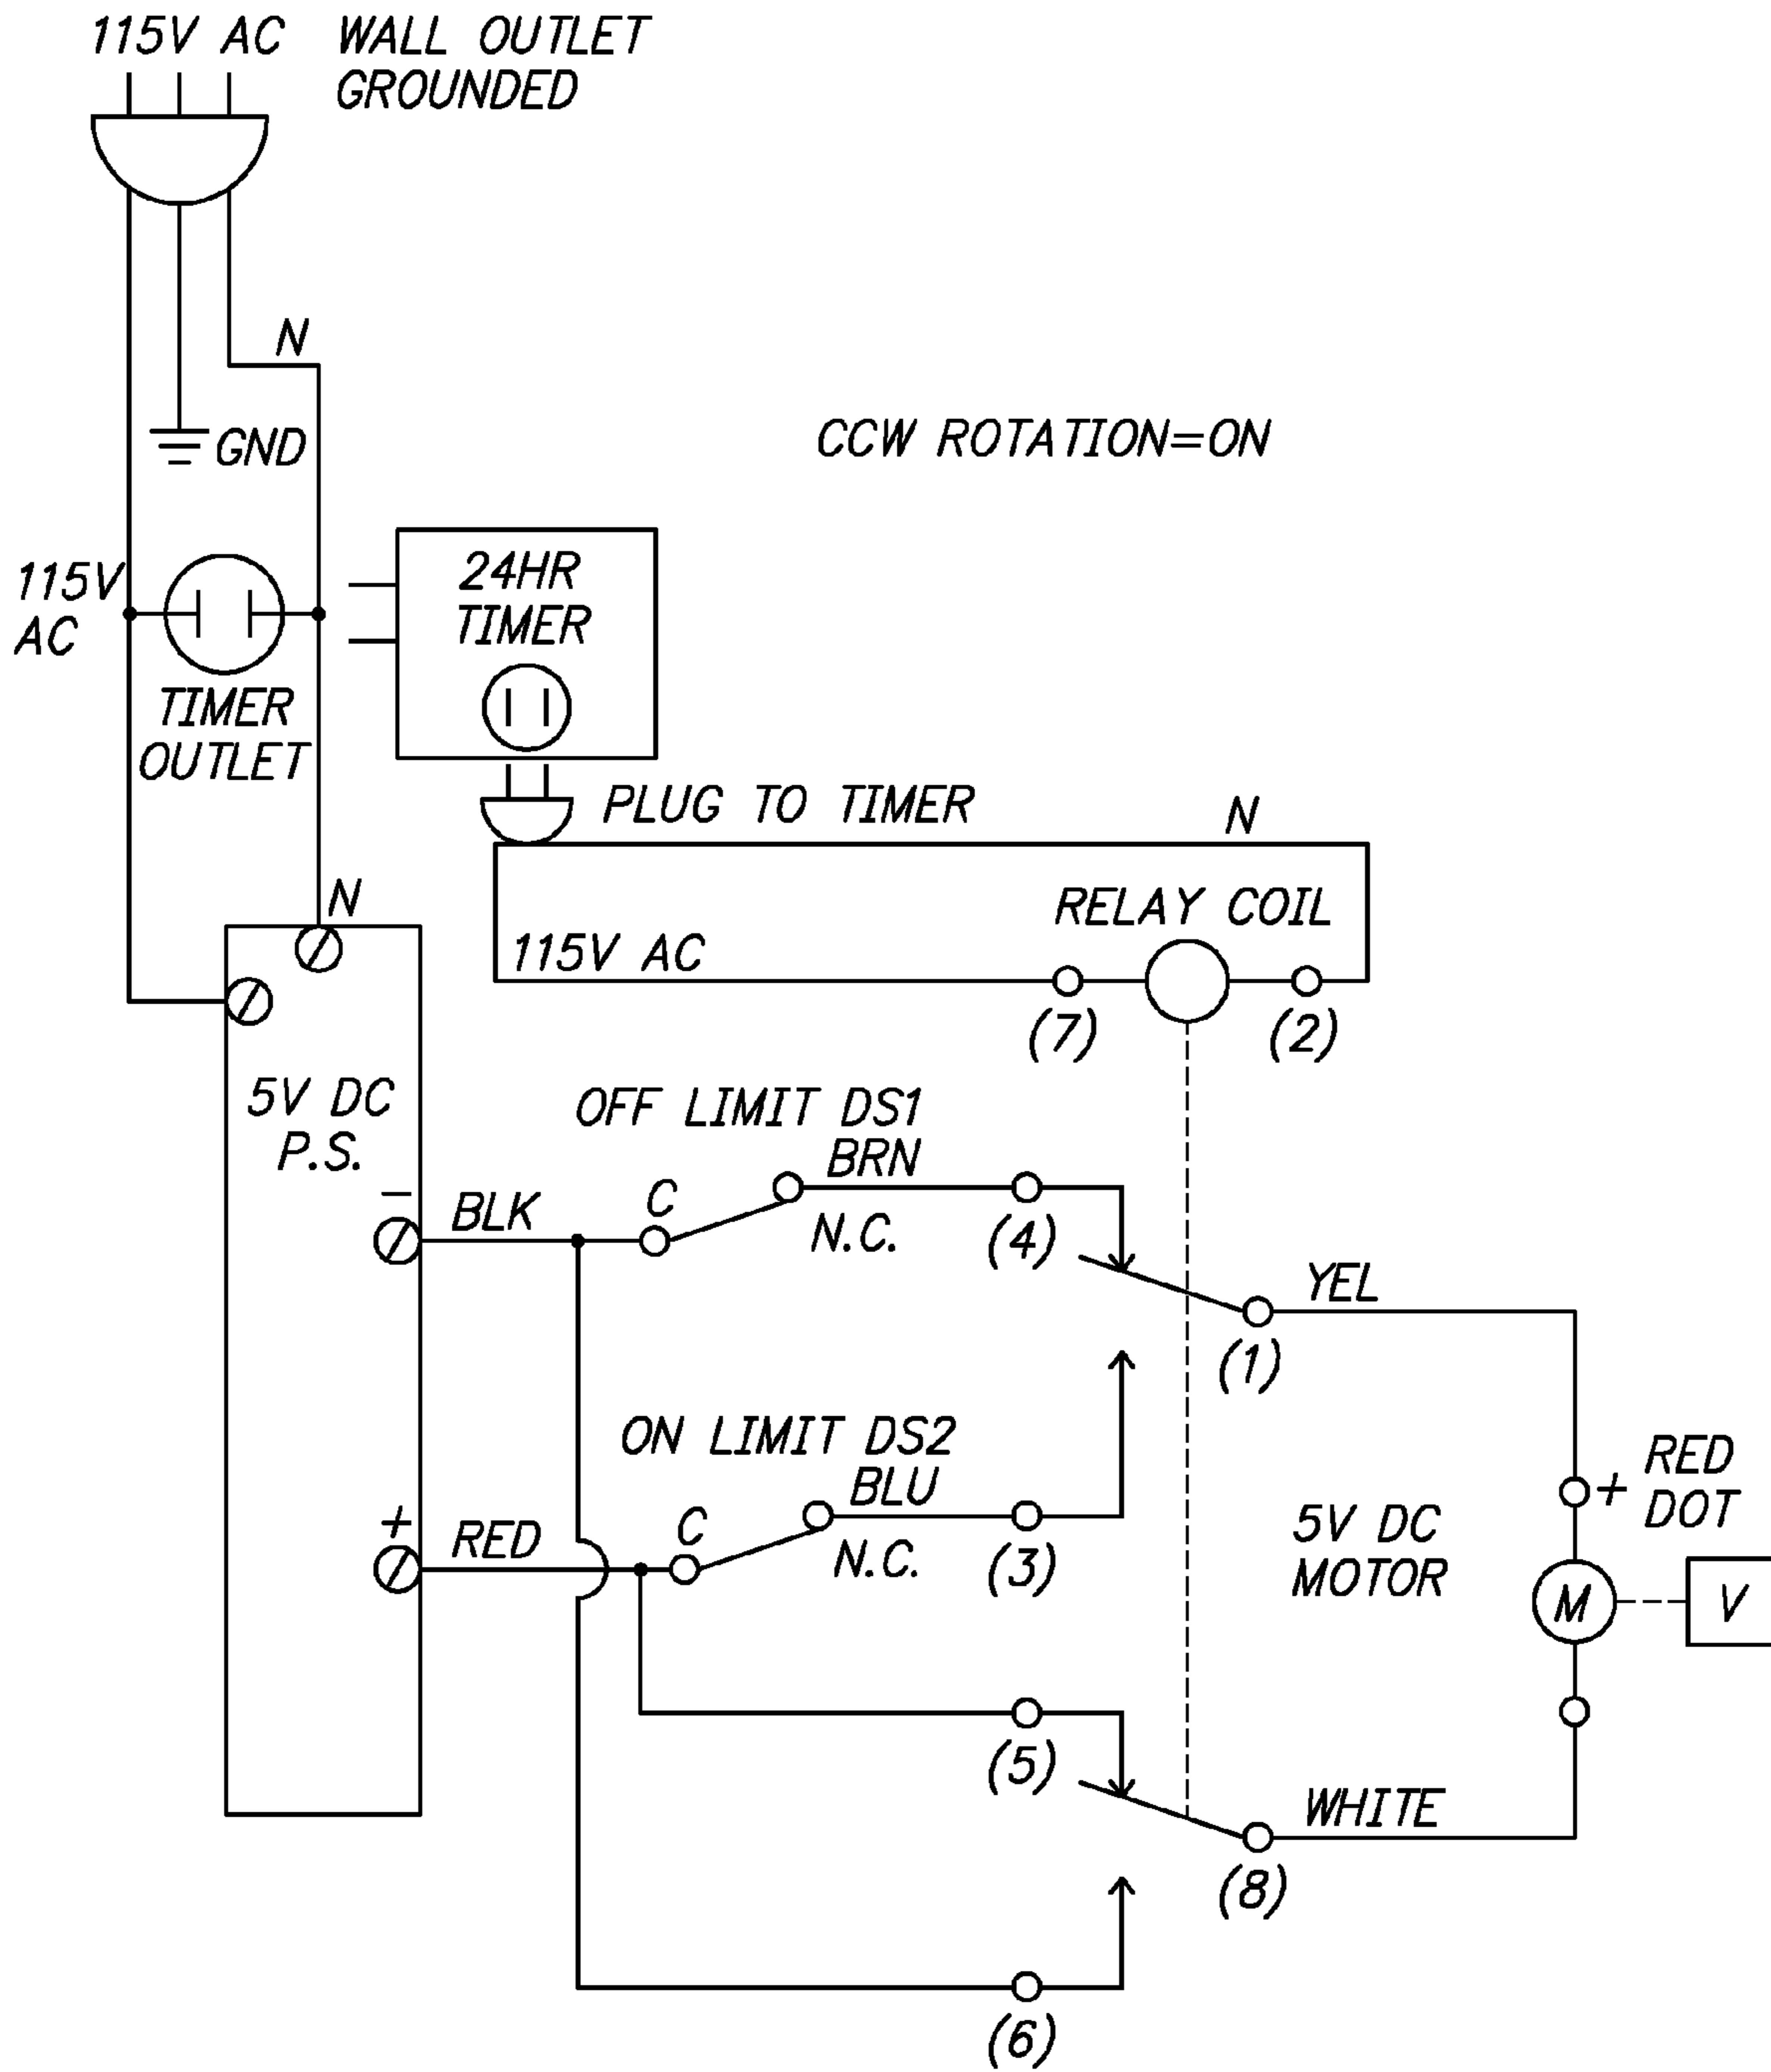 115V AC WALL OUTLET
GROUNDED
N
GND
CCW ROTATION=ON
115V
AC
24HR
TIMER
TIMER
OUTLET
PLUG TO TIMER
N
N
RELAY COIL
115V AC
(7)
(2)
5V DC
P.S.
OFF LIMIT DS1
BRN
–
BLK
C
N.C.
(4)
YEL
(1)
ON LIMIT DS2
BLU
+
RED
C
N.C.
(3)
5V DC
MOTOR
+
RED
DOT
M
V
(5)
WHITE
(8)
(6)